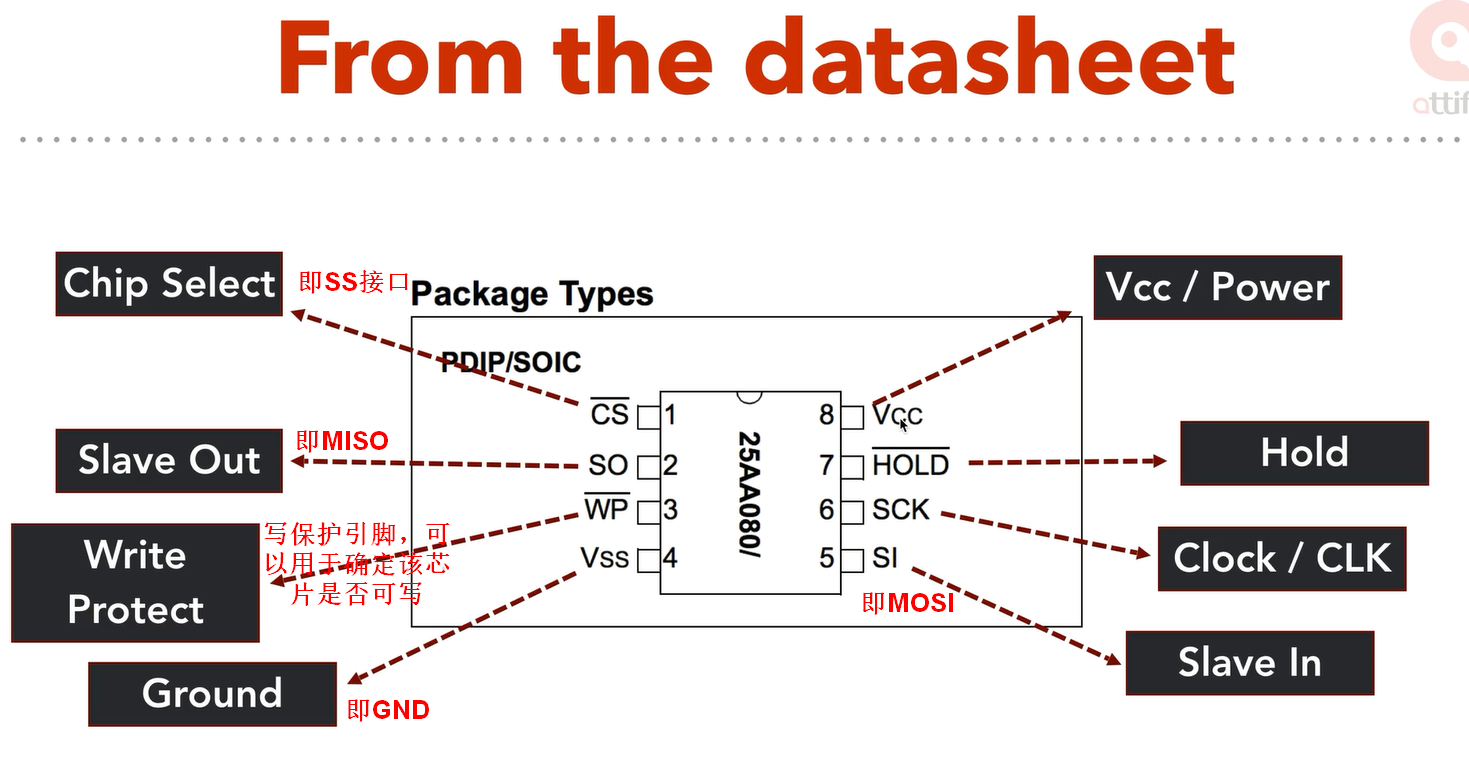 From the datasheet
attif
Chip Select
即SS接口
Package Types
Vcc / Power
PDIP/SOIC
CS
1
8
Vcc
Slave Out
即MISO
SO
2
7
HOLD
Hold
25AA080/
Write
Protect
写保护引脚，可
以用于确定该芯
片是否可写
WP
3
6
SCK
Clock / CLK
Vss
4
5
SI
即MOSI
Slave In
Ground
即GND